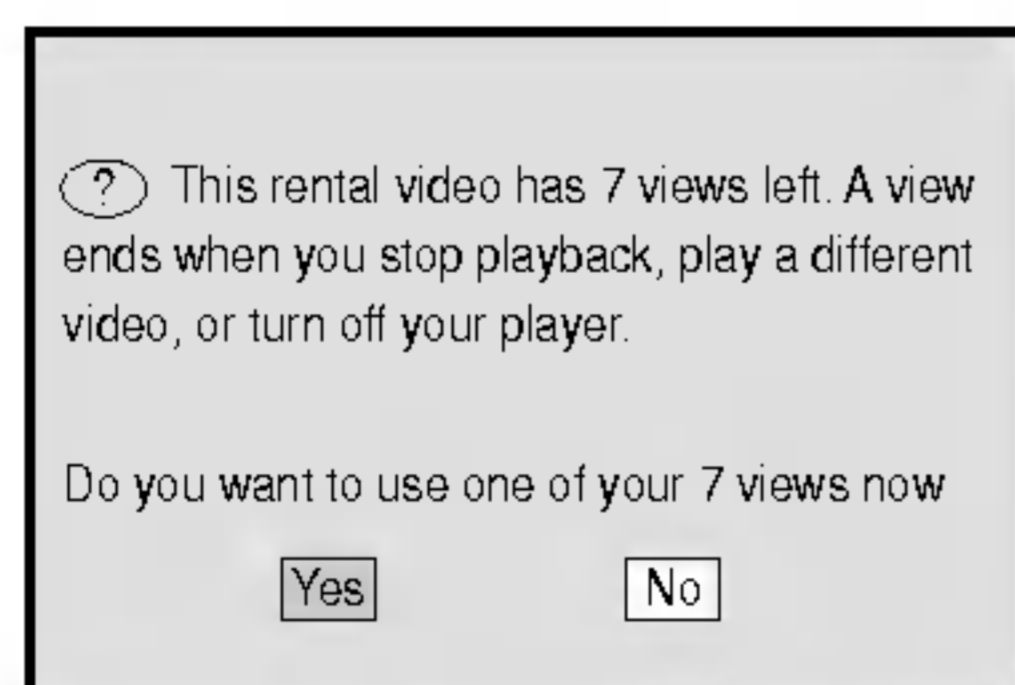 ? This rental video has 7 views left. A view
ends when you stop playback, play a different
video, or turn off your player.
Do you want to use one of your 7 views now
Yes No